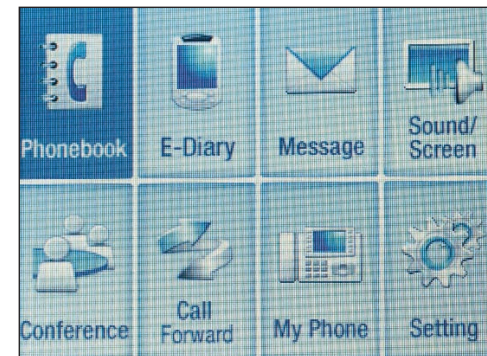 Phonebook
E-Diary
Message
Sound/
Screen
Conference
Call
Forward
My Phone
Setting